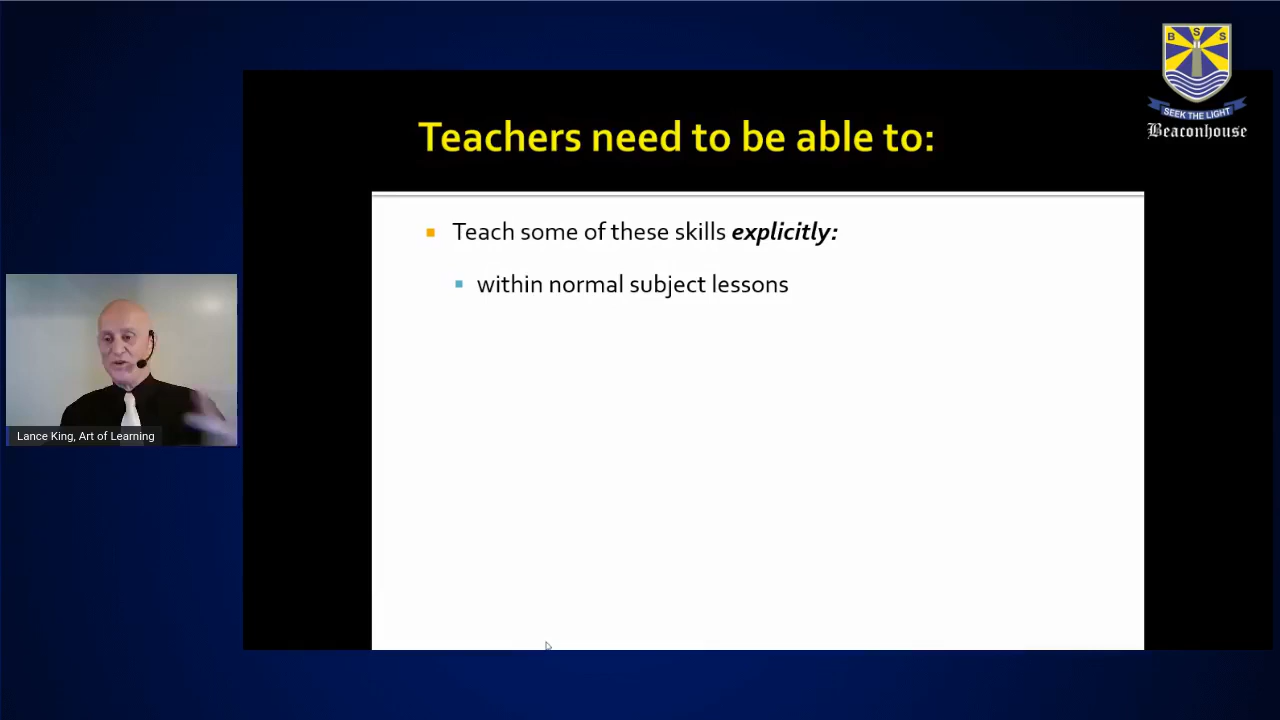 B S S
SEEK THE LIGHT
Beaconhouse
Teachers need to be able to:
Teach some of these skills explicitly:
within normal subject lessons
Lance King, Art of Learning